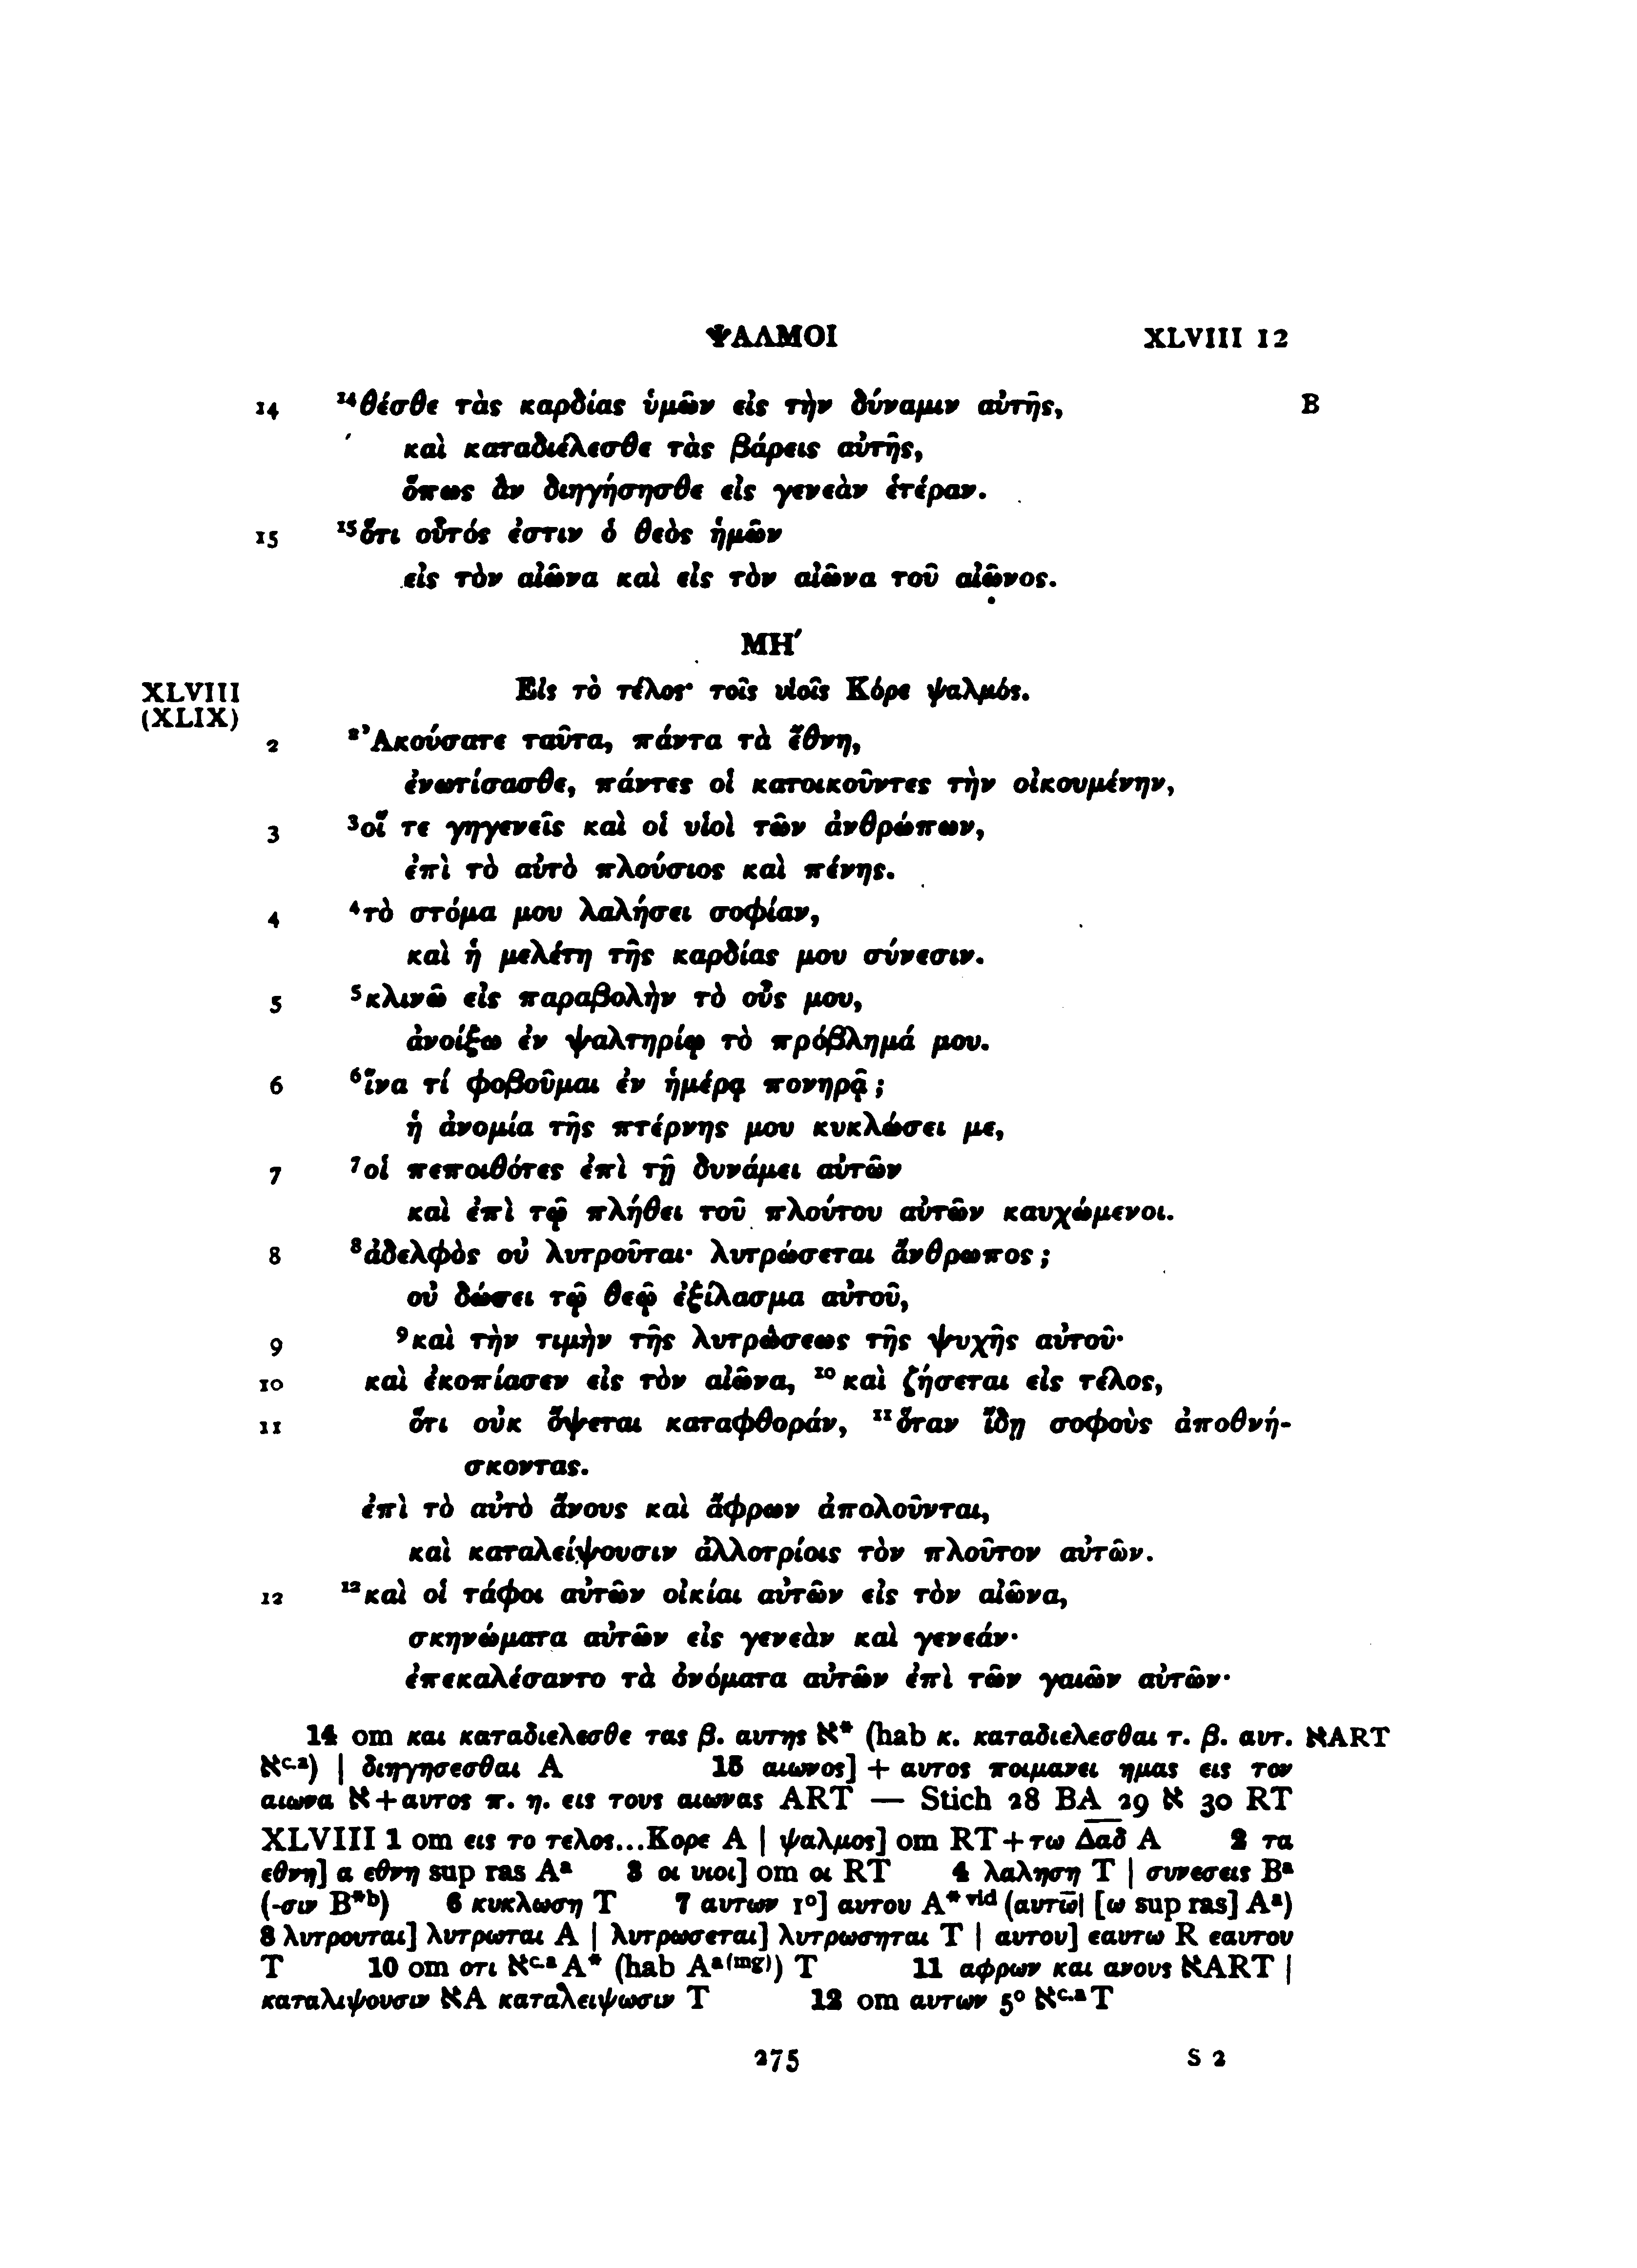 ΨΑΛΜΟΙ XLVIII 12
14 ¹⁴θέσθε τὰς καρδίας ὑμῶν εἰς τὴν δύναμιν αὐτῆς, B
καὶ καταδιέλεσθε τὰς βάρεις αὐτῆς,
ὅπως ἂν διηγήσησθε εἰς γενεὰν ἑτέραν.
15 ¹⁵ὅτι οὗτός ἐστιν ὁ θεὸς ἡμῶν
εἰς τὸν αἰῶνα καὶ εἰς τὸν αἰῶνα τοῦ αἰῶνος.
ΜΗ´
XLVIII Εἰς τὸ τέλος· τοῖς υἱοῖς Κόρε ψαλμός.
(XLIX)
2 ²Ἀκούσατε ταῦτα, πάντα τὰ ἔθνη,
ἐνωτίσασθε, πάντες οἱ κατοικοῦντες τὴν οἰκουμένην,
3 ³οἵ τε γηγενεῖς καὶ οἱ υἱοὶ τῶν ἀνθρώπων,
ἐπὶ τὸ αὐτὸ πλούσιος καὶ πένης.
4 ⁴τὸ στόμα μου λαλήσει σοφίαν,
καὶ ἡ μελέτη τῆς καρδίας μου σύνεσιν.
5 ⁵κλινῶ εἰς παραβολὴν τὸ οὖς μου,
ἀνοίξω ἐν ψαλτηρίῳ τὸ πρόβλημά μου.
6 ⁶ἵνα τί φοβοῦμαι ἐν ἡμέρᾳ πονηρᾷ;
ἡ ἀνομία τῆς πτέρνης μου κυκλώσει με,
7 ⁷οἱ πεποιθότες ἐπὶ τῇ δυνάμει αὐτῶν
καὶ ἐπὶ τῷ πλήθει τοῦ πλούτου αὐτῶν καυχώμενοι.
8 ⁸ἀδελφὸς οὐ λυτροῦται· λυτρώσεται ἄνθρωπος;
οὐ δώσει τῷ θεῷ ἐξίλασμα αὐτοῦ,
9 ⁹καὶ τὴν τιμὴν τῆς λυτρώσεως τῆς ψυχῆς αὐτοῦ·
10 καὶ ἐκοπίασεν εἰς τὸν αἰῶνα, ¹⁰καὶ ζήσεται εἰς τέλος,
11 ὅτι οὐκ ὄψεται καταφθοράν, ¹¹ὅταν ἴδῃ σοφοὺς ἀποθνή-
σκοντας.
ἐπὶ τὸ αὐτὸ ἄνους καὶ ἄφρων ἀπολοῦνται,
καὶ καταλείψουσιν ἀλλοτρίοις τὸν πλοῦτον αὐτῶν.
12 ¹²καὶ οἱ τάφοι αὐτῶν οἰκίαι αὐτῶν εἰς τὸν αἰῶνα,
σκηνώματα αὐτῶν εἰς γενεὰν καὶ γενεάν·
ἐπεκαλέσαντο τὰ ὀνόματα αὐτῶν ἐπὶ τῶν γαιῶν αὐτῶν·
14 om και καταδιελεσθε τας β. αυτης ℵ* (hab κ. καταδιελεσθαι τ. β. αυτ. ℵART
ℵᶜ·ᵃ) | διηγησεσθαι A 15 αιωνος] + αυτος ποιμανει ημας εις τον
αιωνα ℵ+αυτος π. η. εις τους αιωνας ART — Stich 28 BA 29 ℵ 30 RT
XLVIII 1 om εις το τελος...Κορε A | ψαλμος] om RT+τω Δ̅α̅δ̅ A 2 τα
εθνη] α εθνη sup ras Aᵃ 3 οι υιοι] om οι RT 4 λαληση T | συνεσεις Bᵃ
(-σιν B*ᵇ) 6 κυκλωση T 7 αυτων 1º] αυτου A*ᵛⁱᵈ (αυτω̅| [ω sup ras] Aᵃ)
8 λυτρουται] λυτρωται A | λυτρωσεται] λυτρωσηται T | αυτου] εαυτω R εαυτου
T 10 om οτι ℵᶜ·ᵃ A* (hab Aᵃ⁽ᵐᵍ⁾) T 11 αφρων και ανους ℵART |
καταλιψουσιν ℵA καταλειψωσιν T 12 om αυτων 5º ℵᶜ·ᵃ T
275 S 2